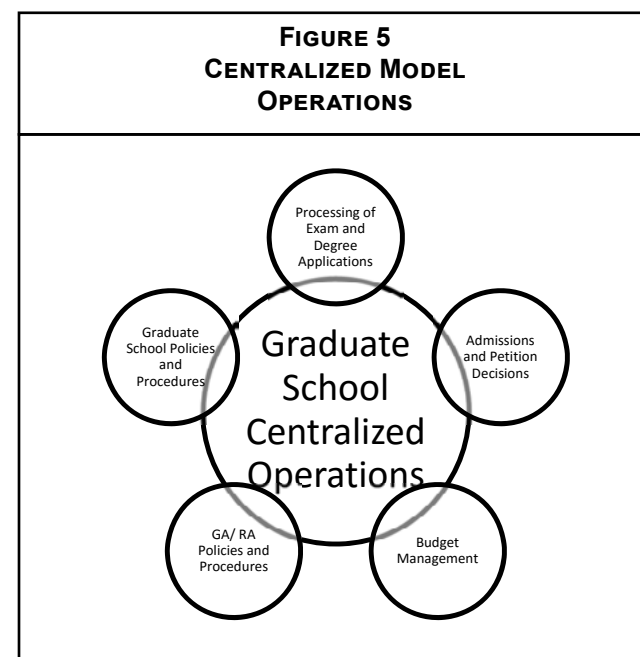 FIGURE 5
CENTRALIZED MODEL
OPERATIONS
Processing of
Exam and
Degree
Applications
Graduate
School Policies
and
Procedures
Graduate
School
Centralized
Operations
Admissions
and Petition
Decisions
GA/ RA
Policies and
Procedures
Budget
Management